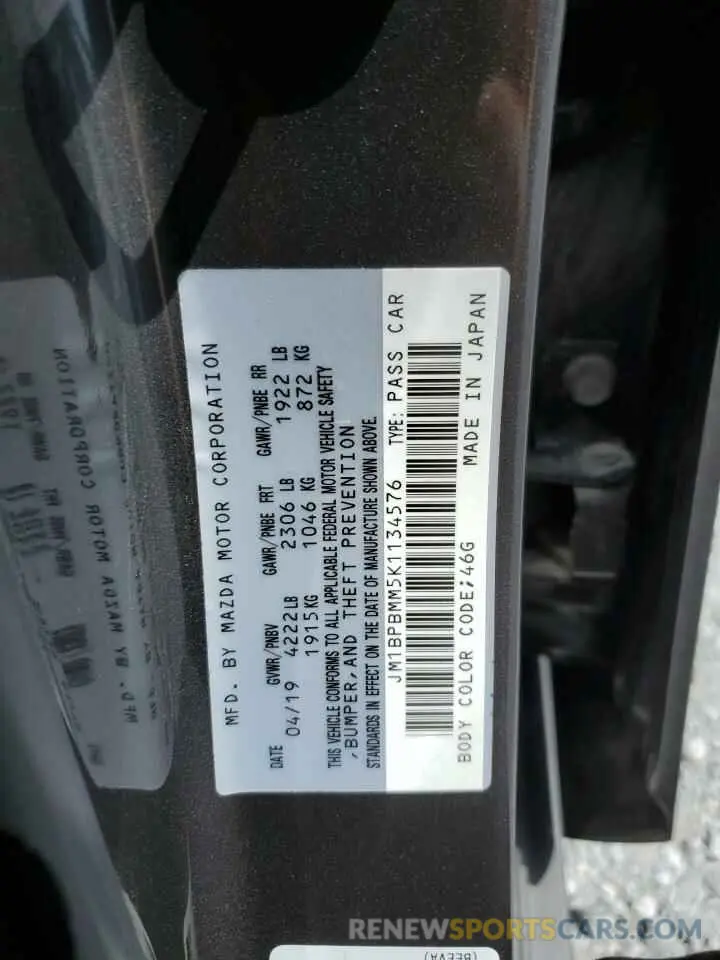 MFD. BY MAZDA MOTOR CORPORATION
DATE GVWR/PNBV GAWR/PNBE FRT GAWR/PNBE RR
04/19 4222LB 2306 LB 1922 LB
1915KG 1046 KG 872 KG
THIS VEHICLE CONFORMS TO ALL APPLICABLE FEDERAL MOTOR VEHICLE SAFETY
,BUMPER,AND THEFT PREVENTION
STANDARDS IN EFFECT ON THE DATE OF MANUFACTURE SHOWN ABOVE.
JM1BPBMM5K1134576 TYPE: PASS CAR
BODY COLOR CODE;46G MADE IN JAPAN
(BEEVA)
RENEWSPORTSCARS.COM